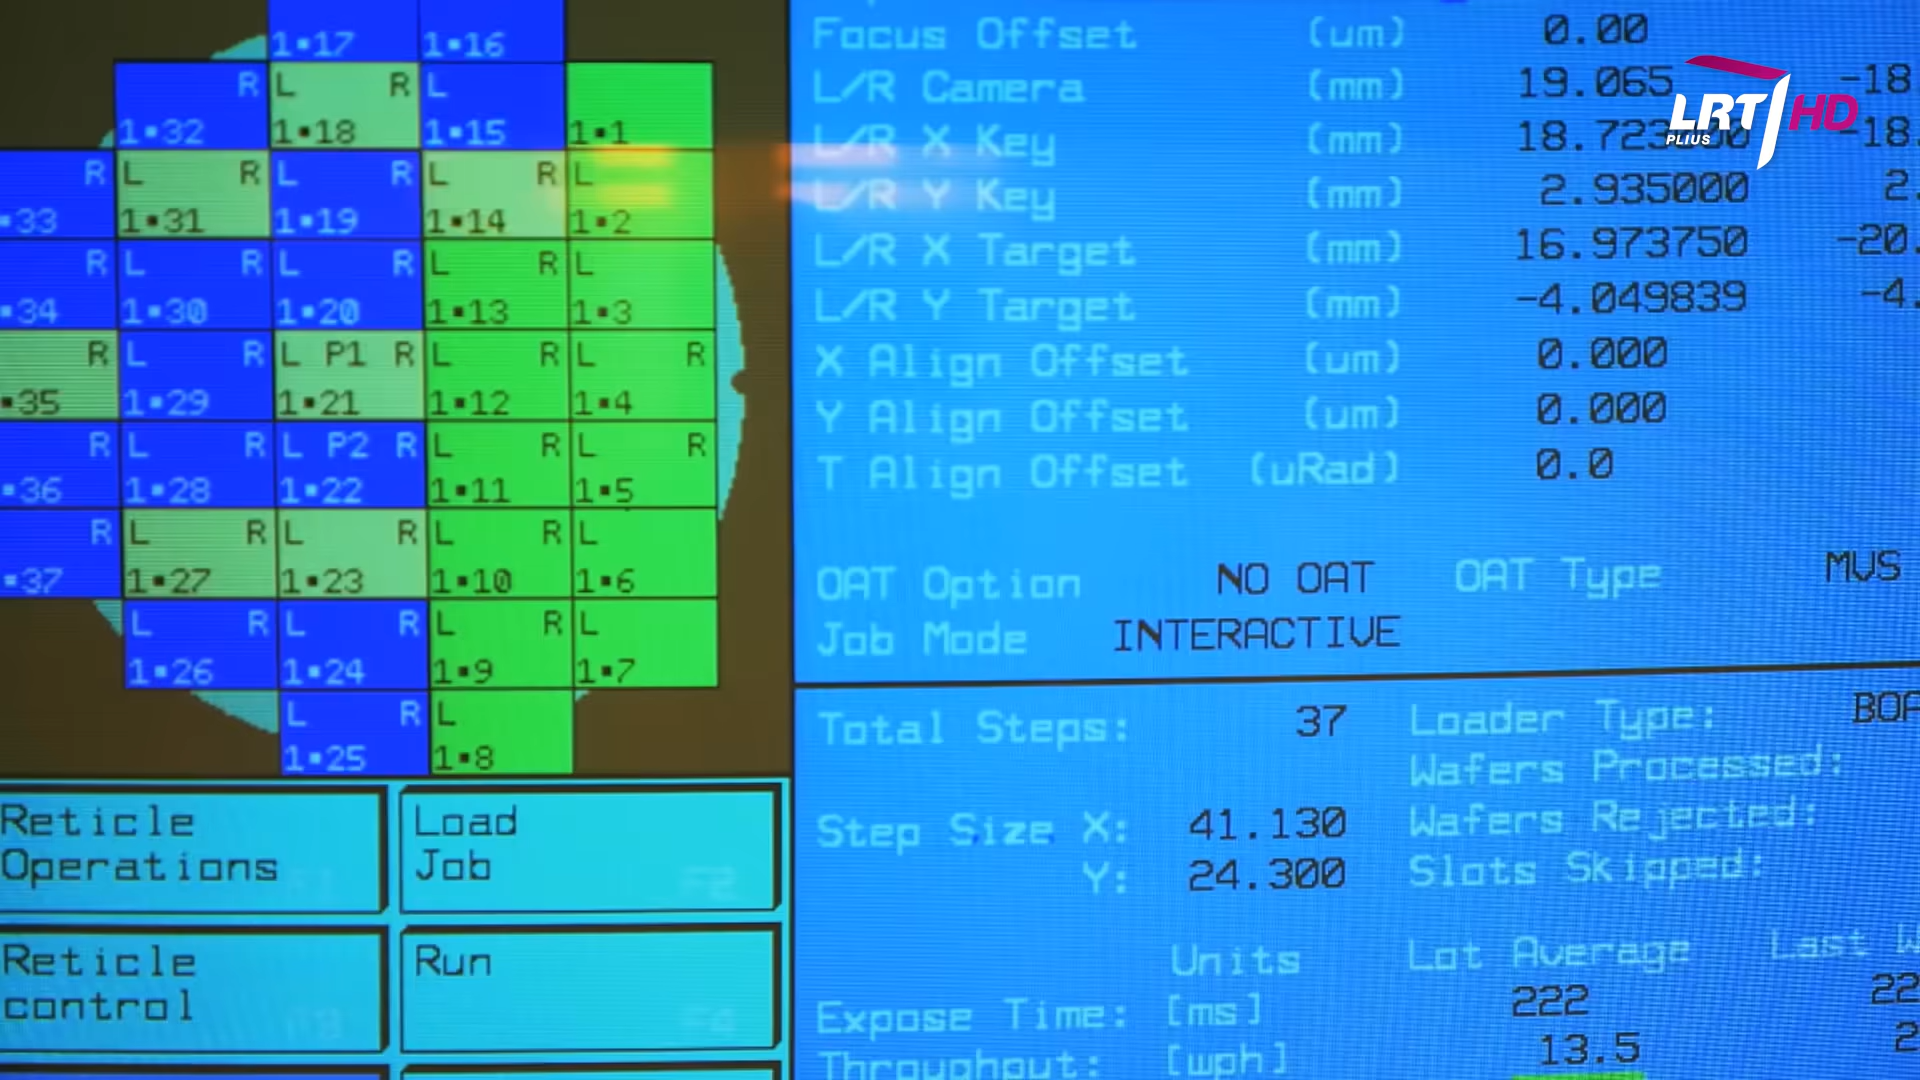 1▪17 1▪16
R L R L
1▪32 1▪18 1▪15 1▪1
R L R L R L R L
▪33 1▪31 1▪19 1▪14 1▪2
R L R L R L R L
▪34 1▪30 1▪20 1▪13 1▪3
R L L P1 R L R L R
▪35 1▪29 1▪21 1▪12 1▪4
R L R L P2 R L R L R
▪36 1▪28 1▪22 1▪11 1▪5
R L R L R L R L
▪37 1▪27 1▪23 1▪10 1▪6
L R L R L R L
1▪26 1▪24 1▪9 1▪7
L R L
1▪25 1▪8
Reticle
Operations
Load
Job F2
Reticle
control
Run
Focus Offset (um) 0.00
L/R Camera (mm) 19.065 -18
L/R X Key (mm) 18.723 -18.
L/R Y Key (mm) 2.935000 2.
L/R X Target (mm) 16.973750 -20.
L/R Y Target (mm) -4.049839 -4.
X Align Offset (um) 0.000
Y Align Offset (um) 0.000
T Align Offset (uRad) 0.0
OAT Option NO OAT OAT Type MVS
Job Mode INTERACTIVE
Total Steps: 37 Loader Type:
Wafers Processed:
Step Size X: 41.130 Wafers Rejected:
Y: 24.300 Slots Skipped:
Units Lot Average Last
Expose Time: [ms] 222 22
Throughput: [wph] 13.5 2
LRT HD
PLIUS